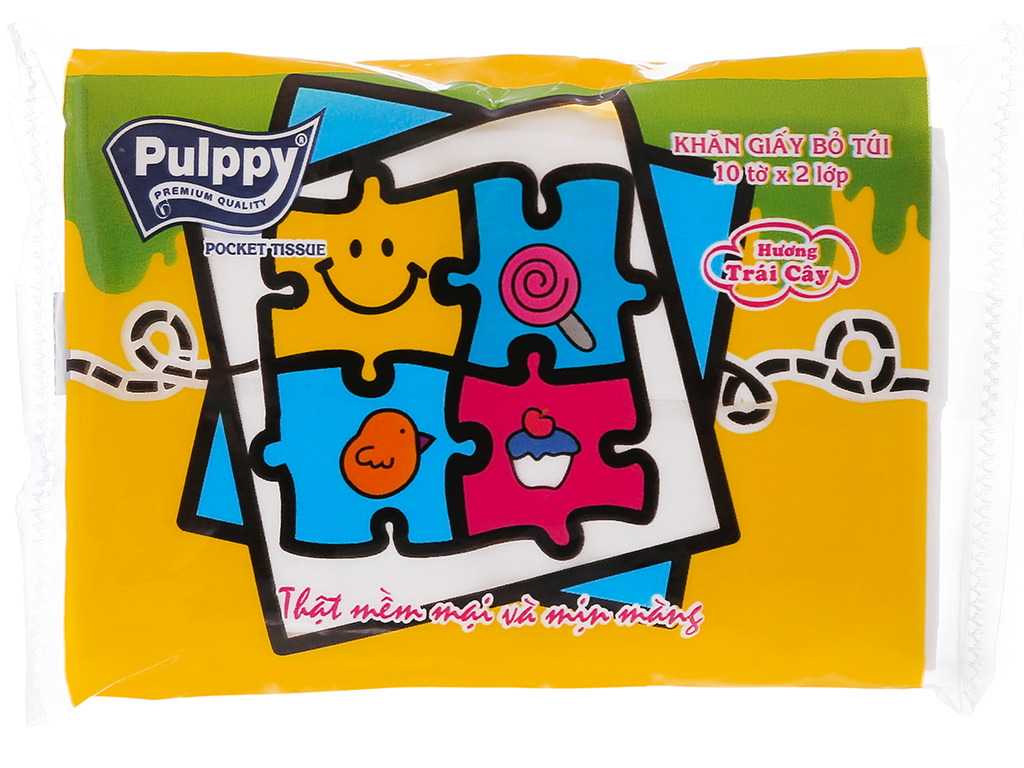 Pulppy®
PREMIUM QUALITY
POCKET TISSUE
KHĂN GIẤY BỎ TÚI
10 tờ x 2 lớp
Hương
Trái Cây
Thật mềm mại và mịn màng